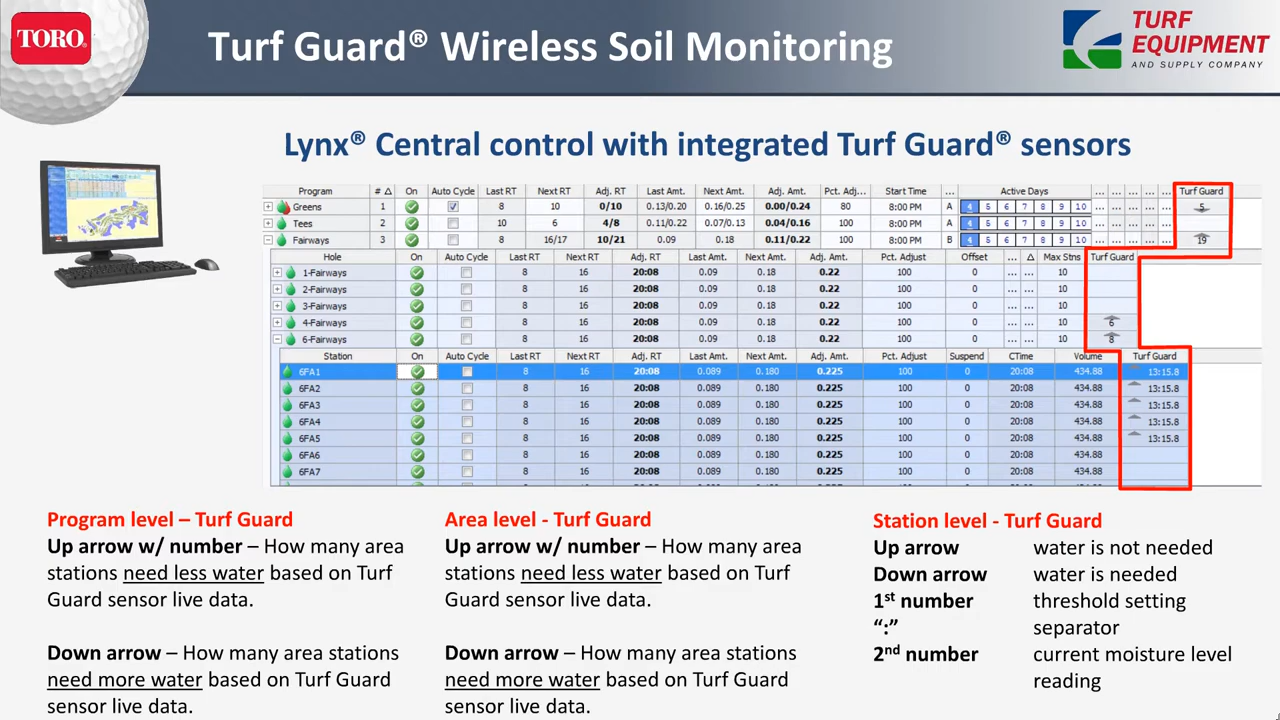 TORO
Turf Guard® Wireless Soil Monitoring
TURF
EQUIPMENT
AND SUPPLY COMPANY
Lynx® Central control with integrated Turf Guard® sensors
Program # △ On Auto Cycle Last RT Next RT Adj. RT Last Amt. Next Amt. Adj. Amt. Pct. Adj... Start Time ... Active Days ... ... ... ... ... Turf Guard
Greens 1 8 10 0/10 0.13/0.20 0.16/0.25 0.00/0.24 80 8:00 PM A 4 5 6 7 8 9 10 ... ... ... ... ... 5
Tees 2 10 6 4/8 0.11/0.22 0.07/0.13 0.04/0.16 100 8:00 PM A 4 5 6 7 8 9 10 ... ... ... ... ...
Fairways 3 8 16/17 10/21 0.09 0.18 0.11/0.22 100 8:00 PM B 4 5 6 7 8 9 10 ... ... ... ... ... 19
Hole On Auto Cycle Last RT Next RT Adj. RT Last Amt. Next Amt. Adj. Amt. Pct. Adjust Offset ... △ Max Stns Turf Guard
1-Fairways 8 16 20:08 0.09 0.18 0.22 100 0 ... ... 10
2-Fairways 8 16 20:08 0.09 0.18 0.22 100 0 ... ... 10
3-Fairways 8 16 20:08 0.09 0.18 0.22 100 0 ... ... 10
4-Fairways 8 16 20:08 0.09 0.18 0.22 100 0 ... ... 10 6
6-Fairways 8 16 20:08 0.09 0.18 0.22 100 0 ... ... 10 8
Station On Auto Cycle Last RT Next RT Adj. RT Last Amt. Next Amt. Adj. Amt. Pct. Adjust Suspend CTime Volume Turf Guard
6FA1 8 16 20:08 0.089 0.180 0.225 100 0 20:08 434.88 13:15.8
6FA2 8 16 20:08 0.089 0.180 0.225 100 0 20:08 434.88 13:15.8
6FA3 8 16 20:08 0.089 0.180 0.225 100 0 20:08 434.88 13:15.8
6FA4 8 16 20:08 0.089 0.180 0.225 100 0 20:08 434.88 13:15.8
6FA5 8 16 20:08 0.089 0.180 0.225 100 0 20:08 434.88 13:15.8
6FA6 8 16 20:08 0.089 0.180 0.225 100 0 20:08 434.88
6FA7 8 16 20:08 0.089 0.180 0.225 100 0 20:08 434.88
Program level – Turf Guard
Up arrow w/ number – How many area
stations need less water based on Turf
Guard sensor live data.
Down arrow – How many area stations
need more water based on Turf Guard
sensor live data.
Area level - Turf Guard
Up arrow w/ number – How many area
stations need less water based on Turf
Guard sensor live data.
Down arrow – How many area stations
need more water based on Turf Guard
sensor live data.
Station level - Turf Guard
Up arrow water is not needed
Down arrow water is needed
1st number threshold setting
“:” separator
2nd number current moisture level
reading